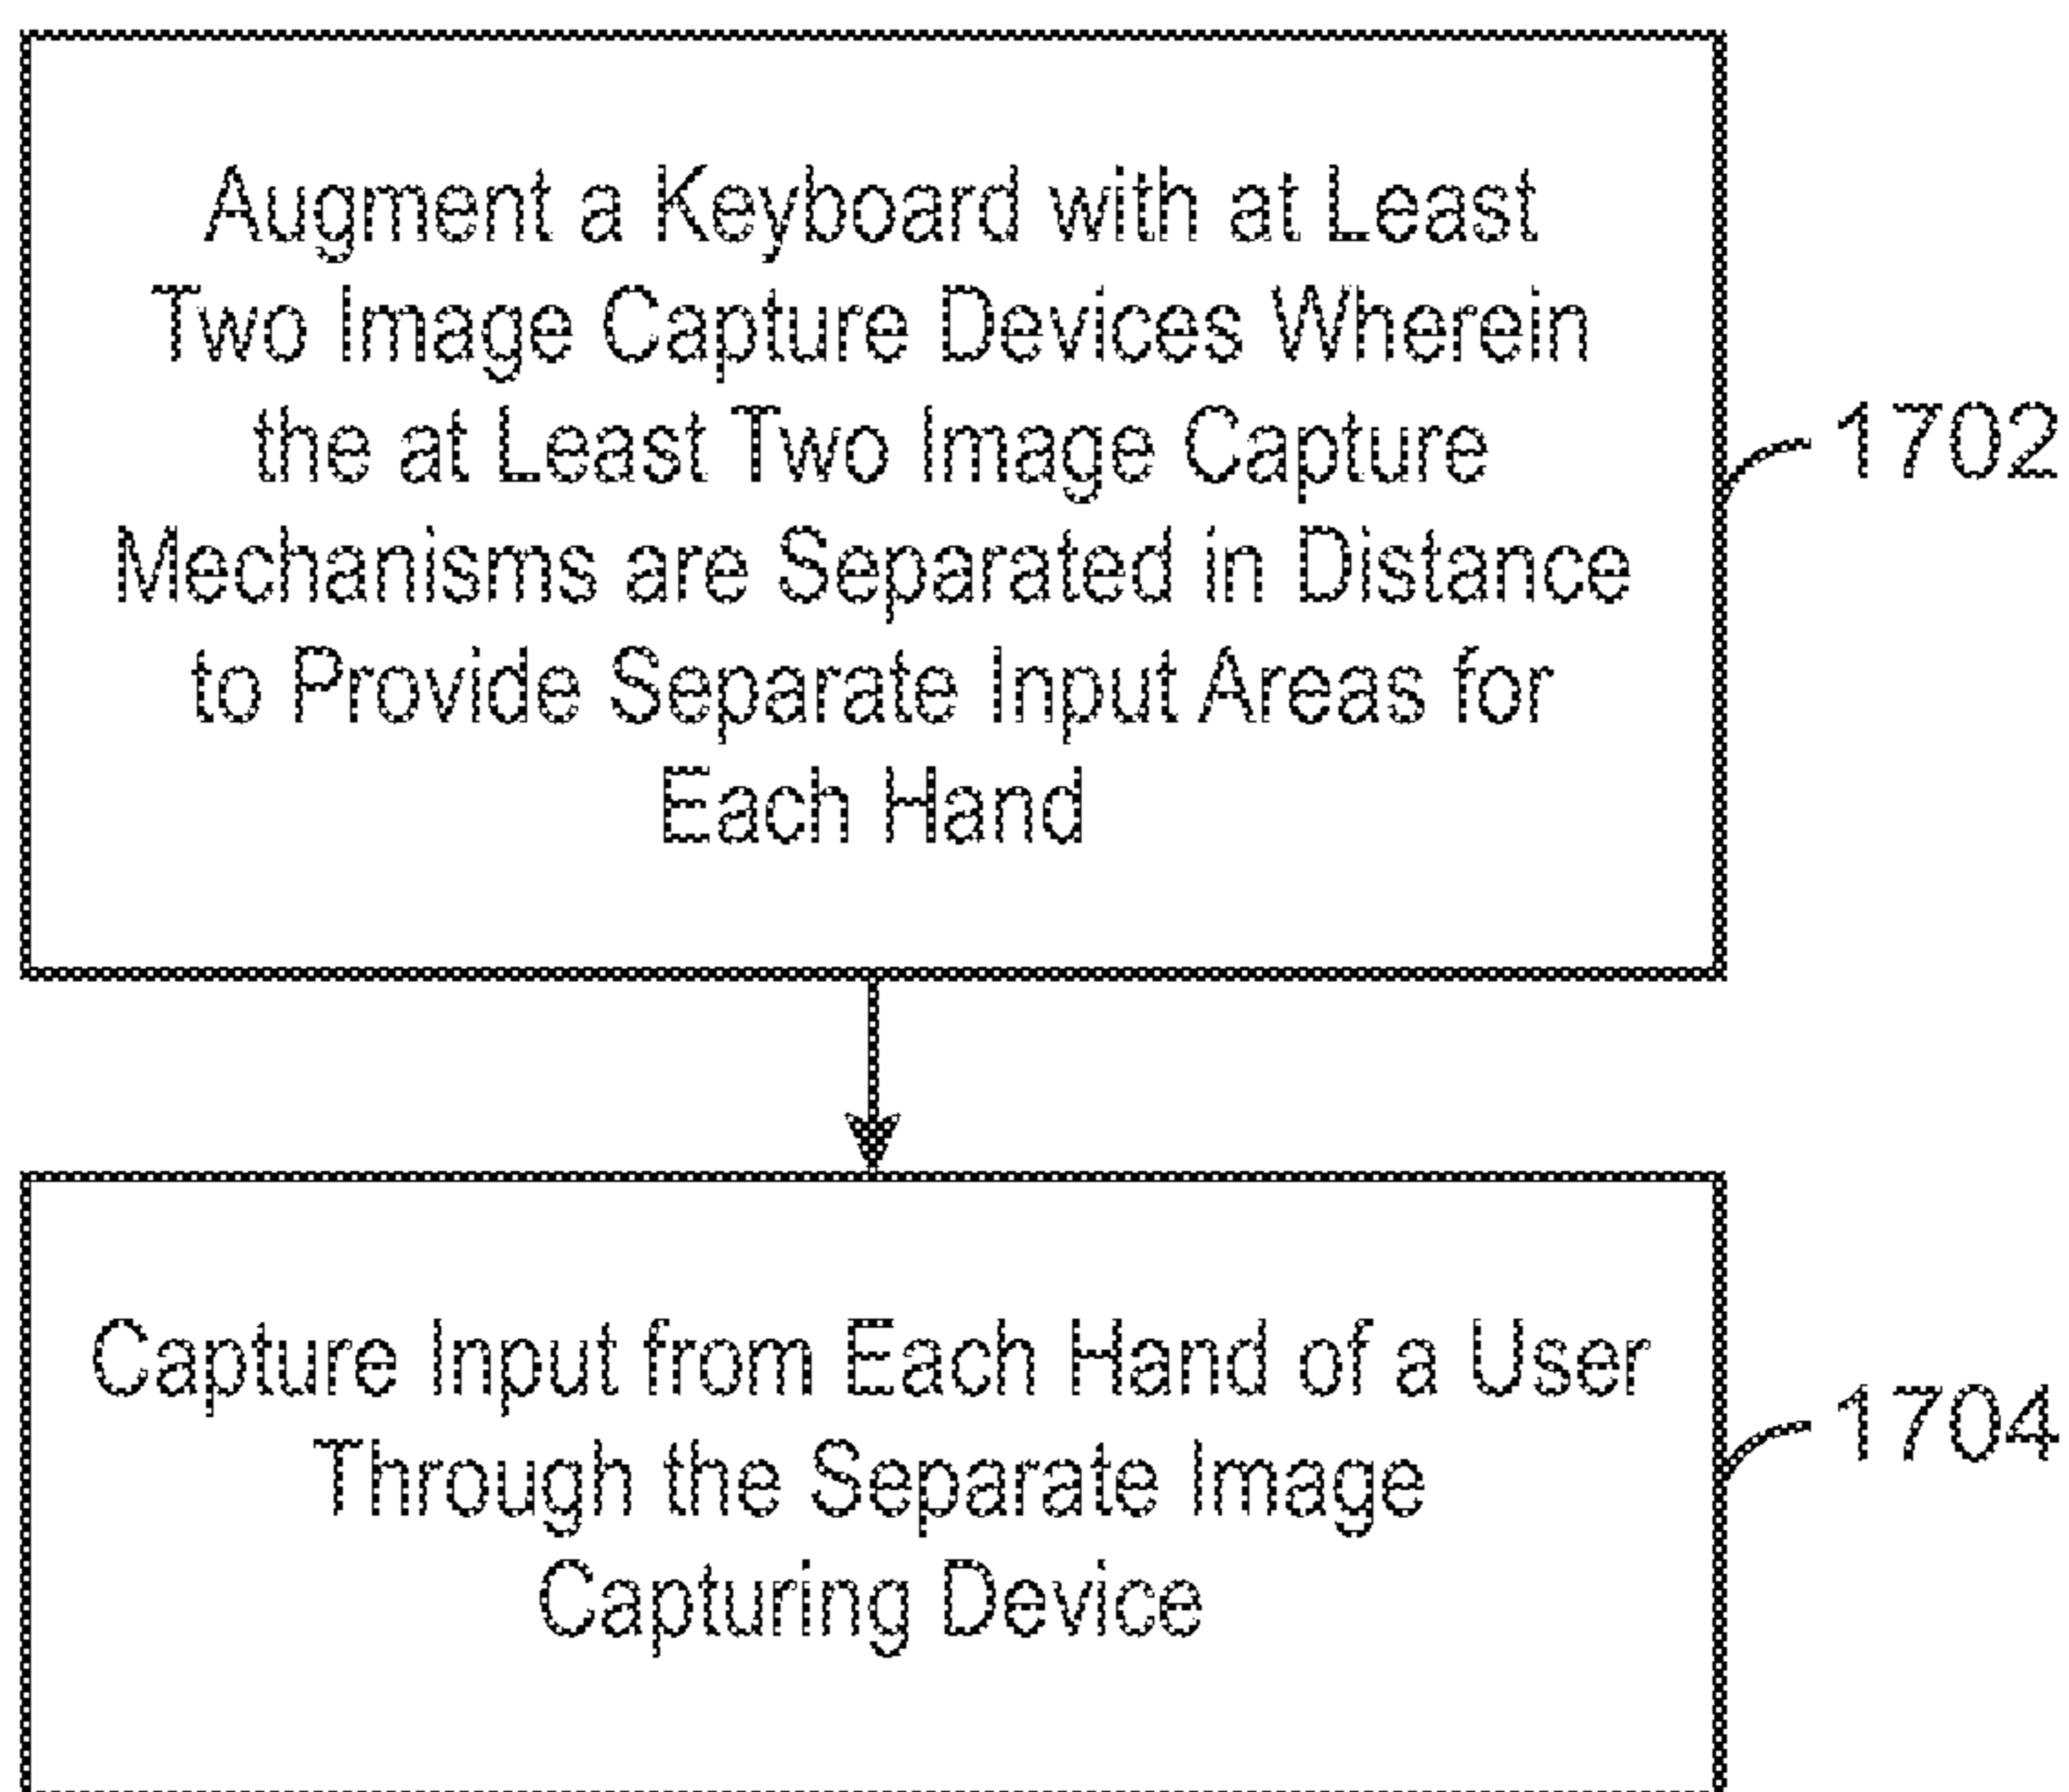 Augment a Keyboard with at Least
Two Image Capture Devices Wherein
the at Least Two Image Capture
Mechanisms are Separated in Distance
to Provide Separate Input Areas for
Each Hand
1702
Capture Input from Each Hand of a User
Through the Separate Image
Capturing Device
1704